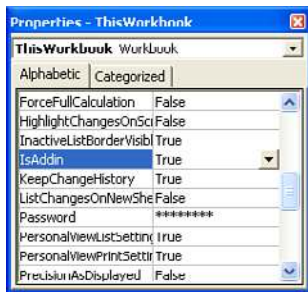 Properties - ThisWorkbook
ThisWorkbook Workbook
Alphabetic Categorized
ForceFullCalculation False
HighlightChangesOnScr False
InactiveListBorderVisibl True
IsAddin True
KeepChangeHistory True
ListChangesOnNewShe False
Password ********
PersonalViewListSetting True
PersonalViewPrintSettir True
PrecisionAsDisplayed False